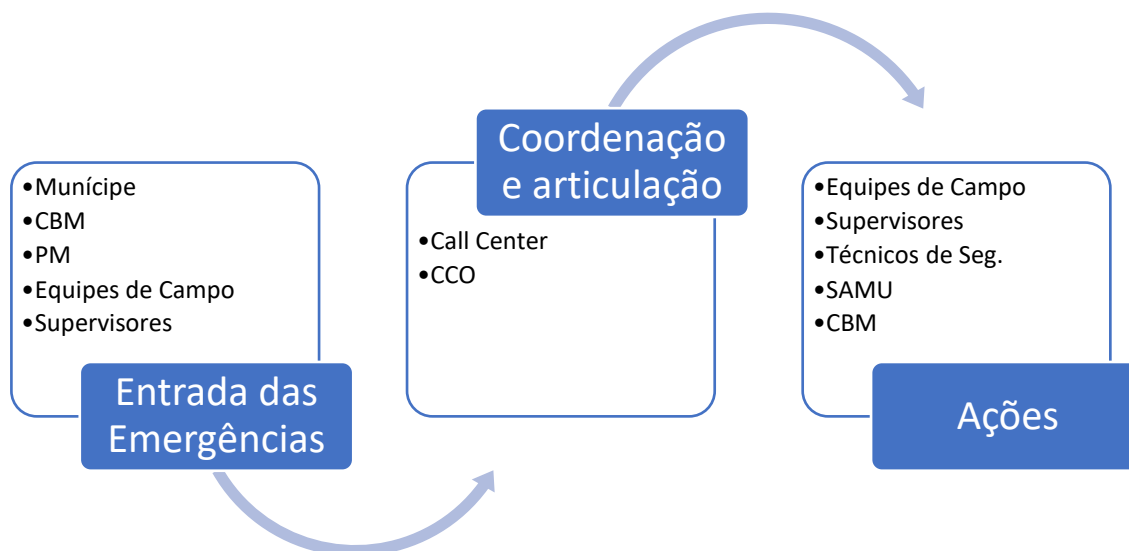 •Munícipe
•CBM
•PM
•Equipes de Campo
•Supervisores
Entrada das
Emergências
Coordenação
e articulação
•Call Center
•CCO
•Equipes de Campo
•Supervisores
•Técnicos de Seg.
•SAMU
•CBM
Ações